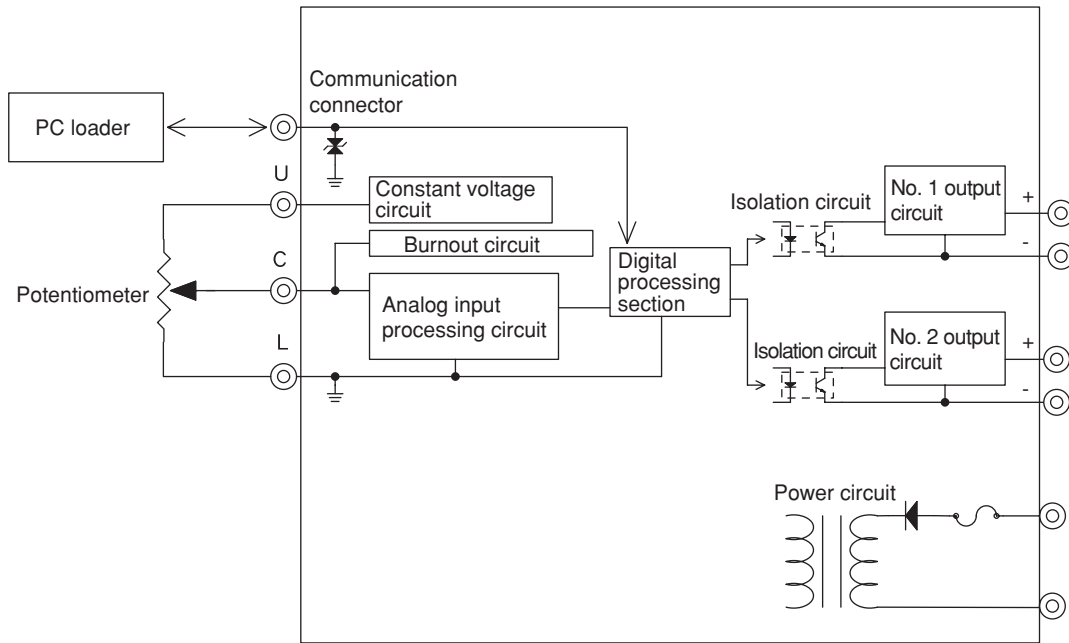 Communication
connector
PC loader
U
Constant voltage
circuit
Burnout circuit
C
Potentiometer
Analog input
processing circuit
L
Digital
processing
section
Isolation circuit
No. 1 output
circuit
+
-
Isolation circuit
No. 2 output
circuit
+
-
Power circuit